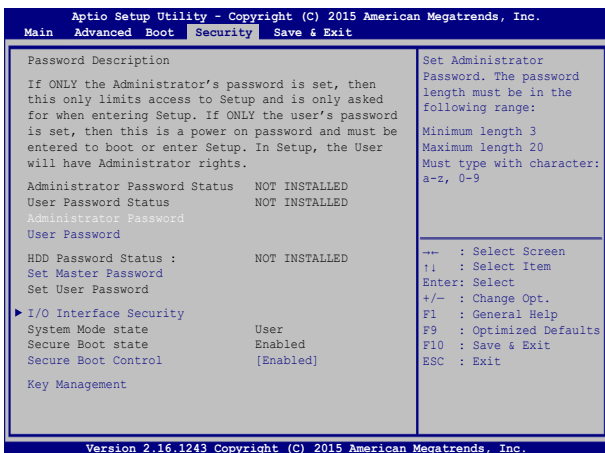 Aptio Setup Utility - Copyright (C) 2015 American Megatrends, Inc.
Main Advanced Boot Security Save & Exit
Password Description
If ONLY the Administrator's password is set, then
this only limits access to Setup and is only asked
for when entering Setup. If ONLY the user's password
is set, then this is a power on password and must be
entered to boot or enter Setup. In Setup, the User
will have Administrator rights.
Administrator Password Status NOT INSTALLED
User Password Status NOT INSTALLED
Administrator Password
User Password
HDD Password Status : NOT INSTALLED
Set Master Password
Set User Password
I/O Interface Security
System Mode state User
Secure Boot state Enabled
Secure Boot Control [Enabled]
Key Management
Set Administrator
Password. The password
length must be in the
following range:
Minimum length 3
Maximum length 20
Must type with character:
a-z, 0-9
→← : Select Screen
↑↓ : Select Item
Enter: Select
+/— : Change Opt.
F1 : General Help
F9 : Optimized Defaults
F10 : Save & Exit
ESC : Exit
Version 2.16.1243 Copyright (C) 2015 American Megatrends, Inc.